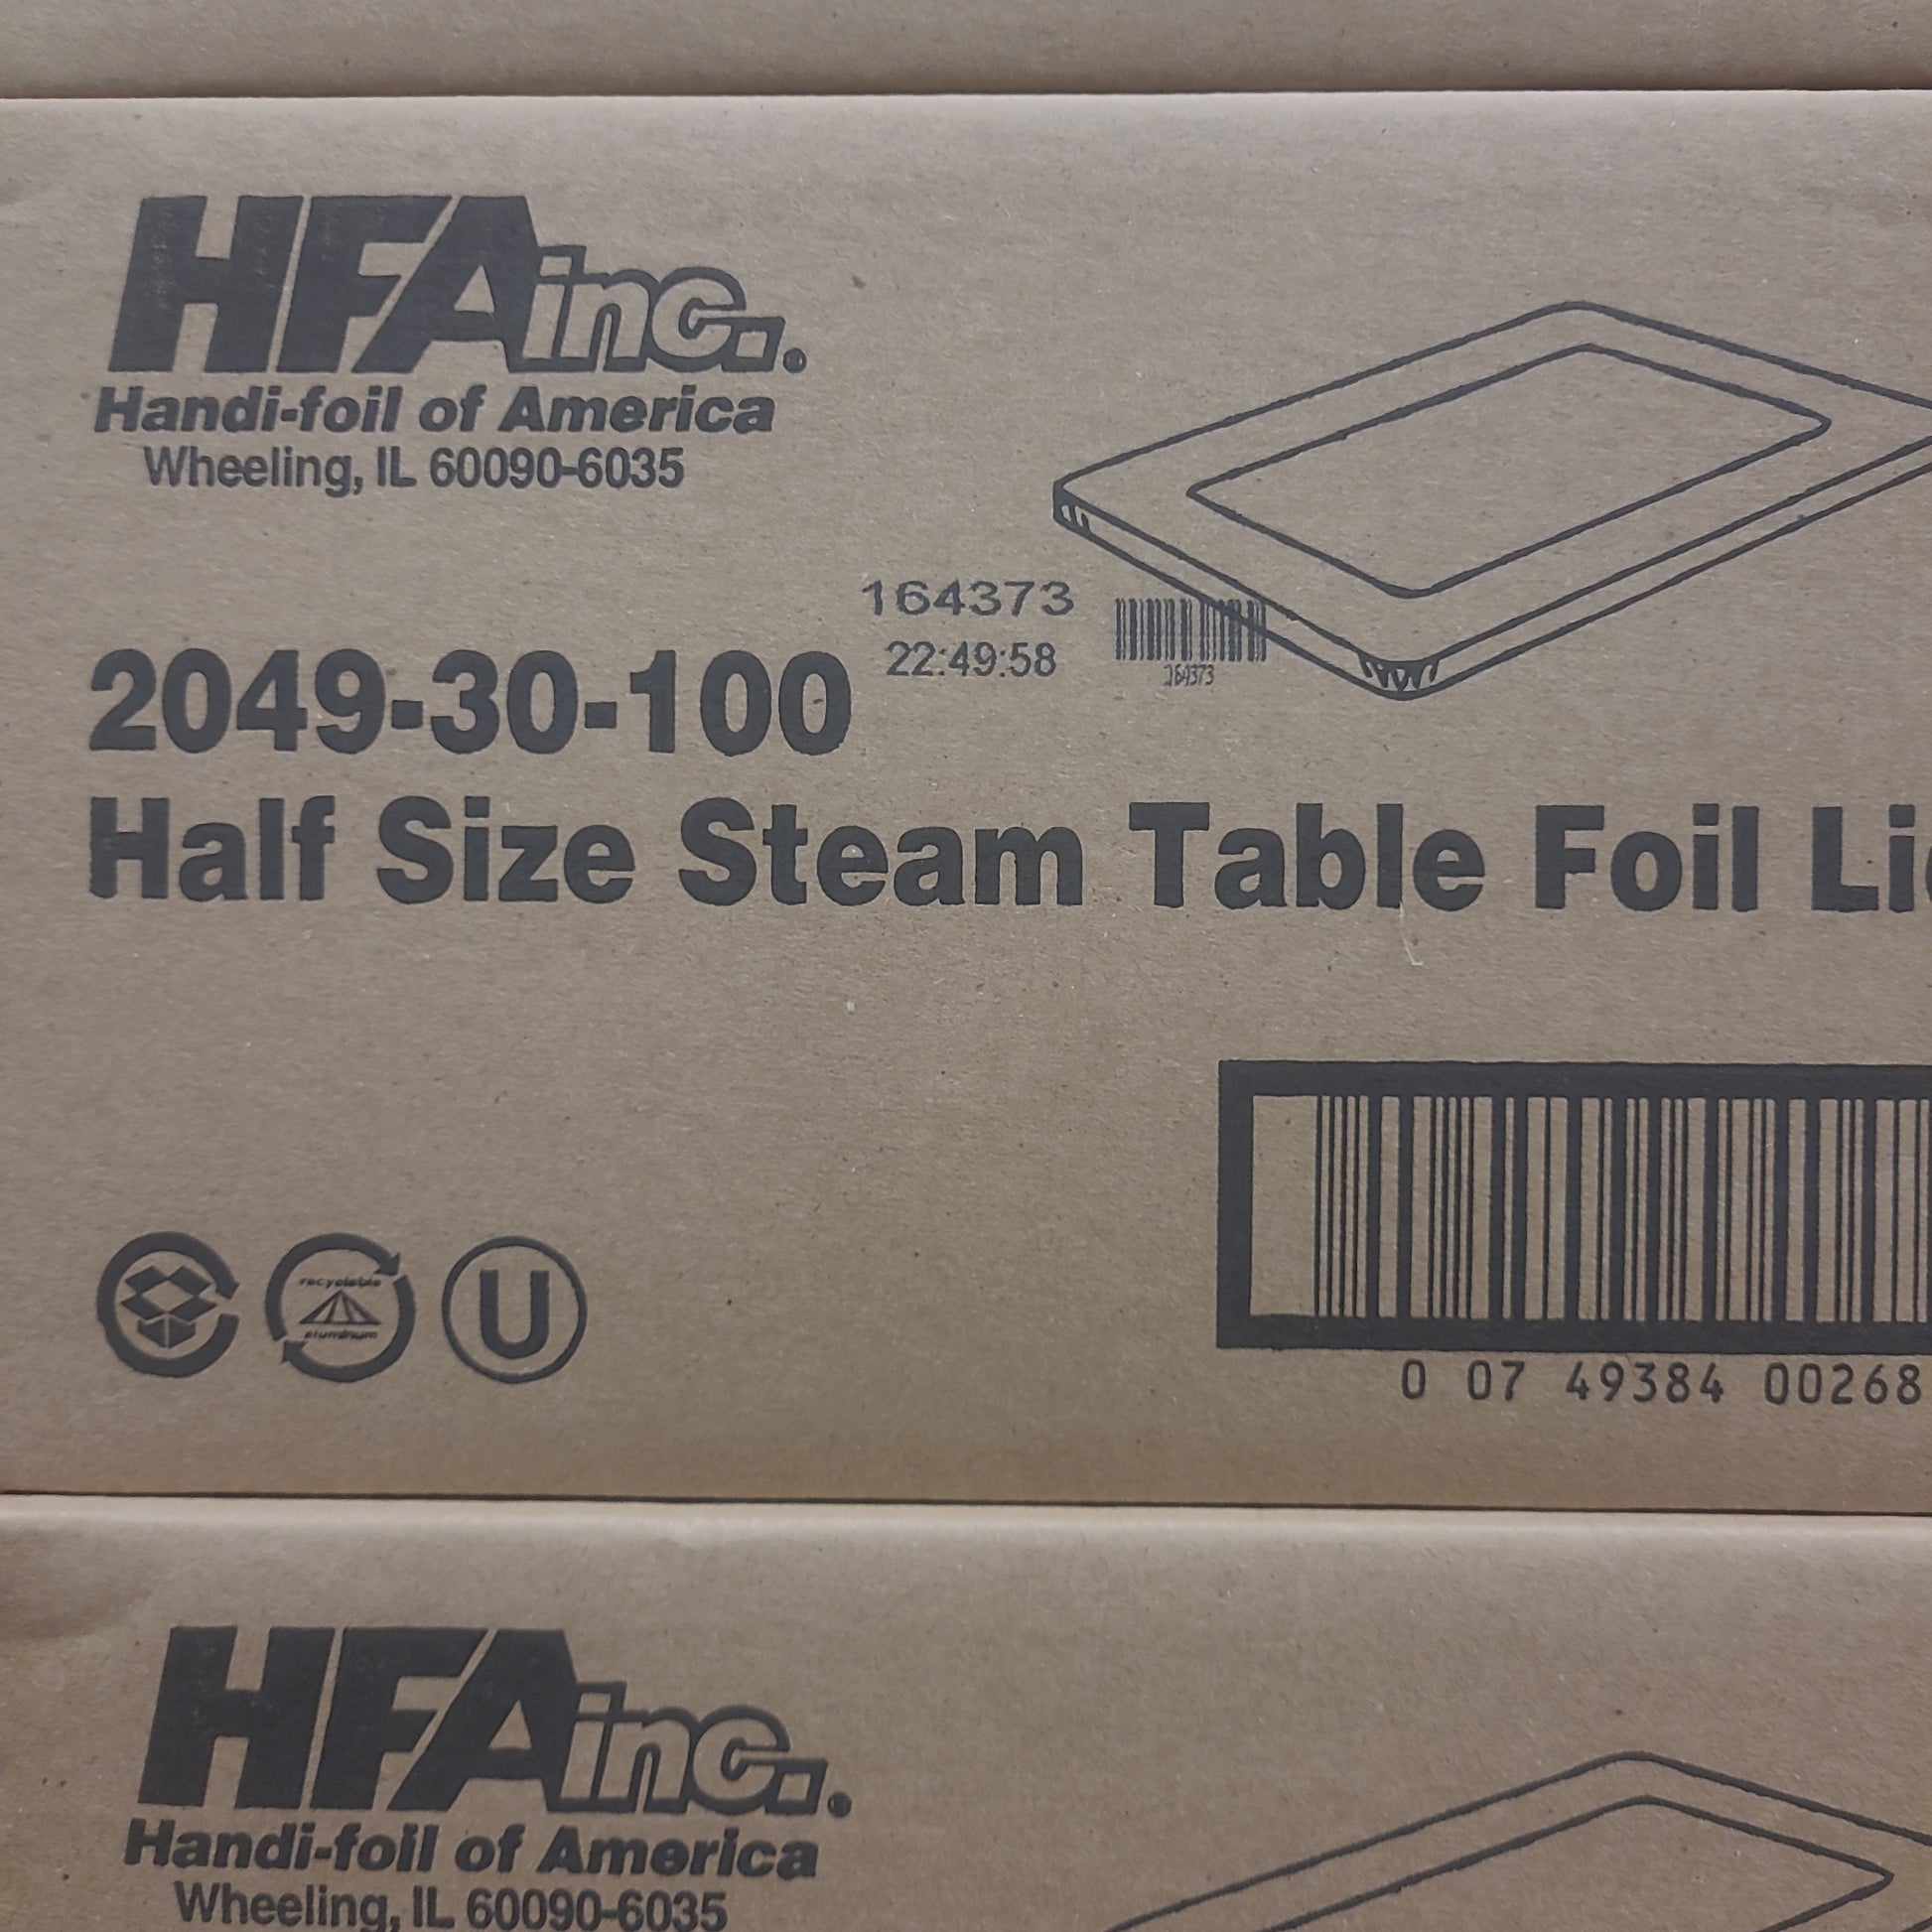 HFAinc.
Handi-foil of America
Wheeling, IL 60090-6035
164373
22:49:58
164373
2049-30-100
Half Size Steam Table Foil
recyclable
aluminum
U
0 07 49384 00268
HFAinc.
Handi-foil of America
Wheeling, IL 60090-6035